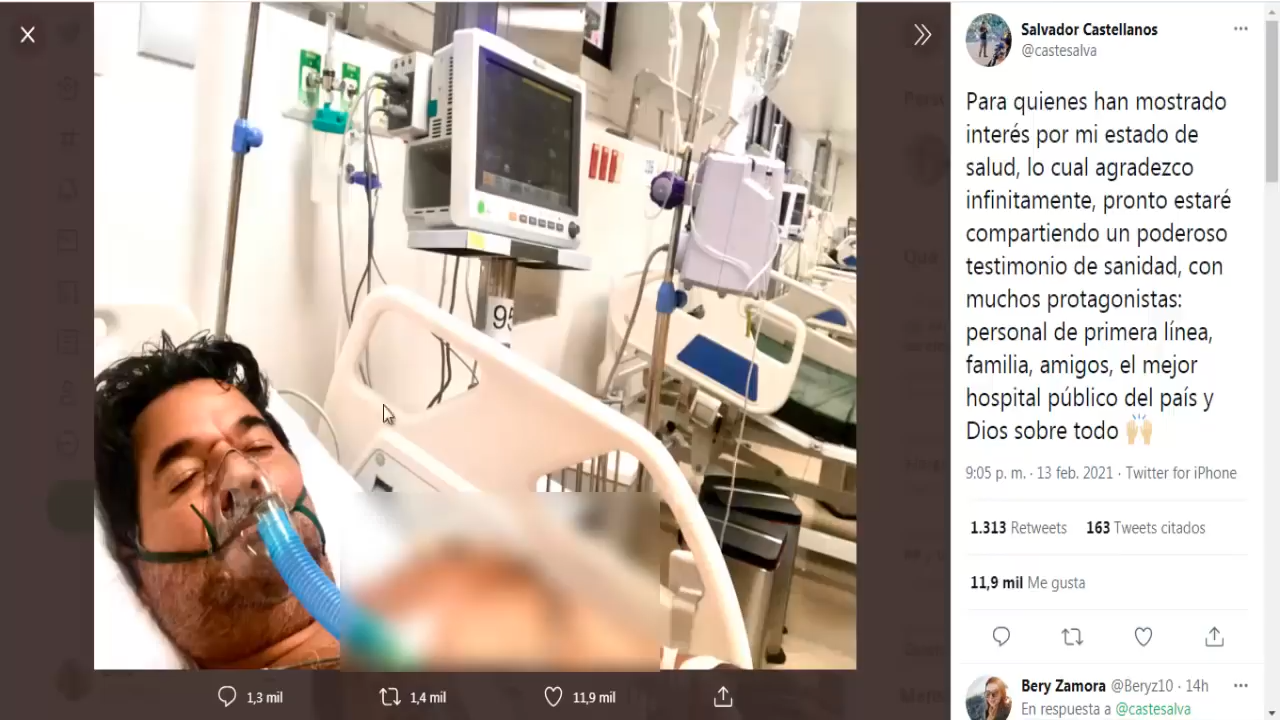 Salvador Castellanos
@castesalva
Para quienes han mostrado
interés por mi estado de
salud, lo cual agradezco
infinitamente, pronto estaré
compartiendo un poderoso
testimonio de sanidad, con
muchos protagonistas:
personal de primera línea,
familia, amigos, el mejor
hospital público del país y
Dios sobre todo 🙌🏼
9:05 p. m. · 13 feb. 2021 · Twitter for iPhone
1.313 Retweets 163 Tweets citados
11,9 mil Me gusta
Bery Zamora @Beryz10 · 14h
En respuesta a @castesalva
95
1,3 mil 1,4 mil 11,9 mil